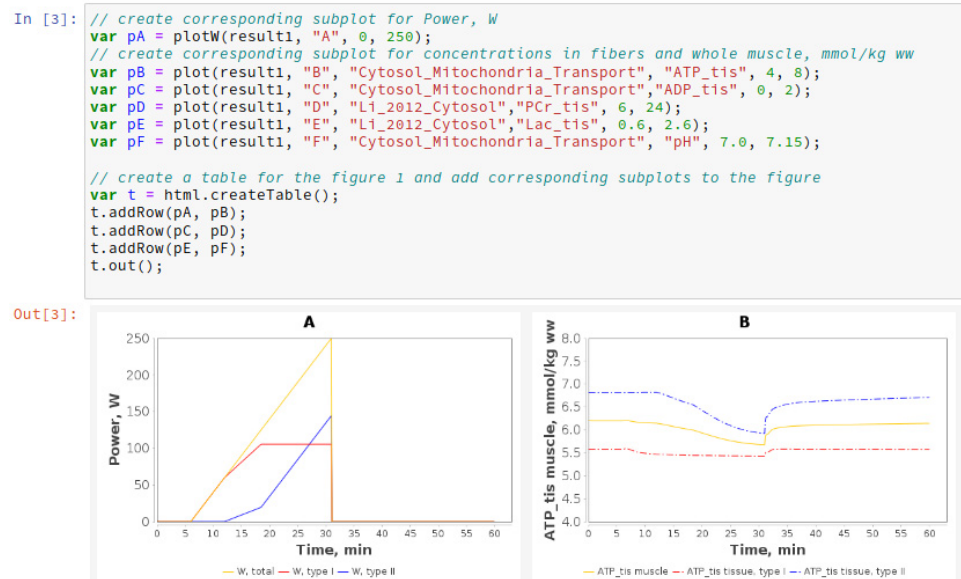 In [3]:
// create corresponding subplot for Power, W
var pA = plotW(result1, "A", 0, 250);
// create corresponding subplot for concentrations in fibers and whole muscle, mmol/kg ww
var pB = plot(result1, "B", "Cytosol_Mitochondria_Transport", "ATP_tis", 4, 8);
var pC = plot(result1, "C", "Cytosol_Mitochondria_Transport","ADP_tis", 0, 2);
var pD = plot(result1, "D", "Li_2012_Cytosol","PCr_tis", 6, 24);
var pE = plot(result1, "E", "Li_2012_Cytosol","Lac_tis", 0.6, 2.6);
var pF = plot(result1, "F", "Cytosol_Mitochondria_Transport", "pH", 7.0, 7.15);
// create a table for the figure 1 and add corresponding subplots to the figure
var t = html.createTable();
t.addRow(pA, pB);
t.addRow(pC, pD);
t.addRow(pE, pF);
t.out();
Out[3]:
A
Power, W
250
200
150
100
50
0
0 5 10 15 20 25 30 35 40 45 50 55 60
Time, min
W, total W, type I W, type II
B
ATP_tis muscle, mmol/kg ww
8.0
7.5
7.0
6.5
6.0
5.5
5.0
4.5
4.0
0 5 10 15 20 25 30 35 40 45 50 55 60
Time, min
ATP_tis muscle ATP_tis tissue, type I ATP_tis tissue, type II